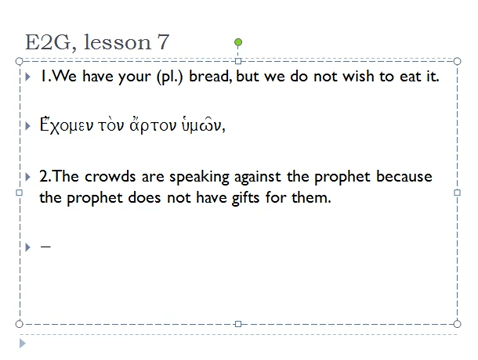 E2G, lesson 7
1.We have your (pl.) bread, but we do not wish to eat it.
Ἔχομεν τὸν ἄρτον ὑμῶν,
2.The crowds are speaking against the prophet because
the prophet does not have gifts for them.
–